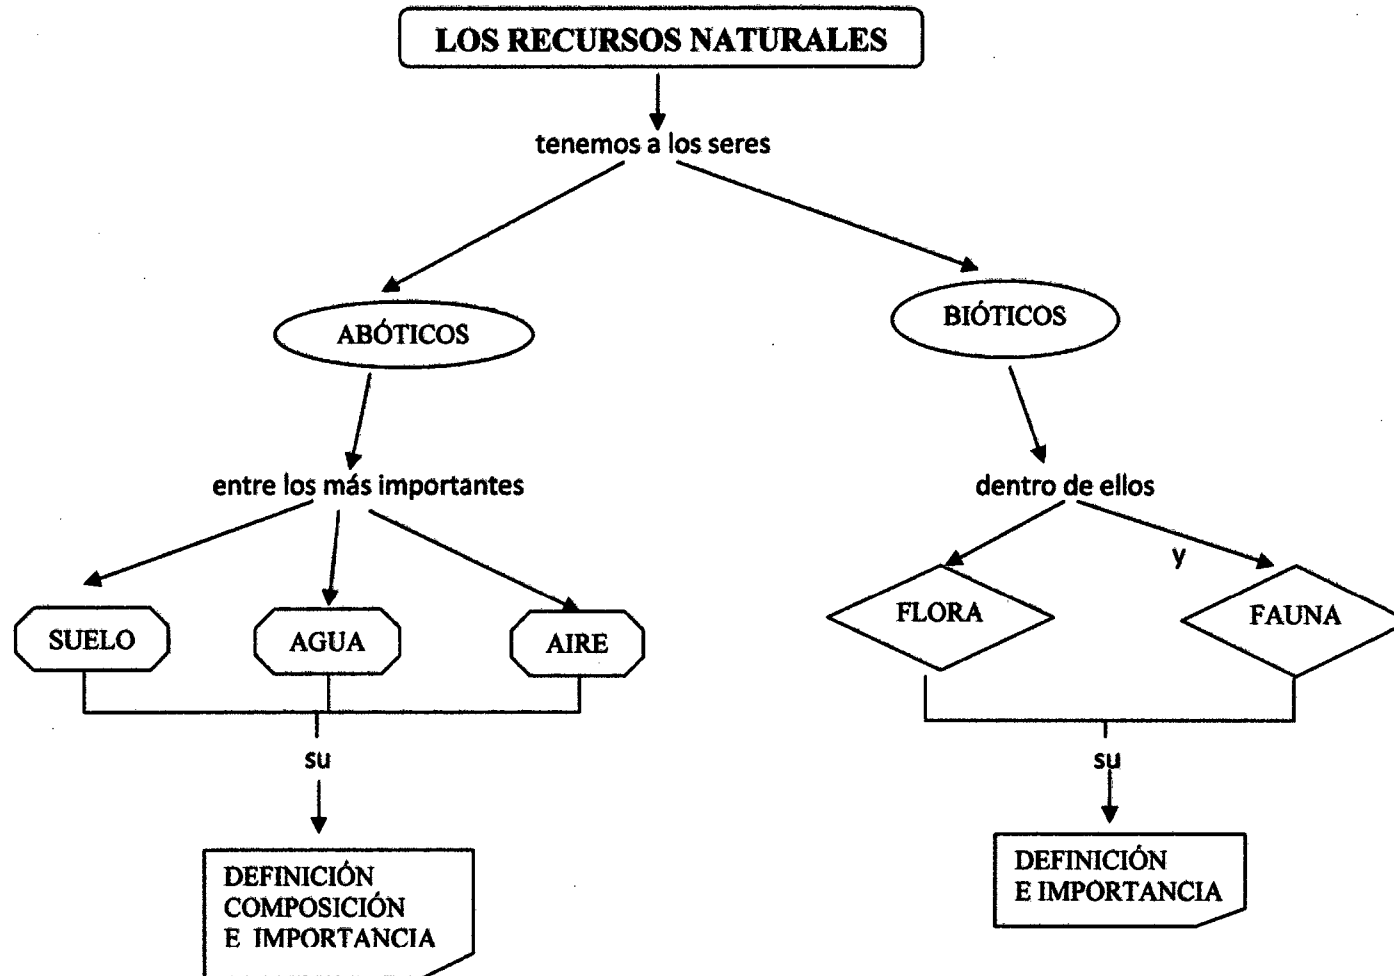 LOS RECURSOS NATURALES
tenemos a los seres
ABÓTICOS
BIÓTICOS
entre los más importantes
dentro de ellos
y
SUELO
AGUA
AIRE
FLORA
FAUNA
su
su
DEFINICIÓN
COMPOSICIÓN
E IMPORTANCIA
DEFINICIÓN
E IMPORTANCIA